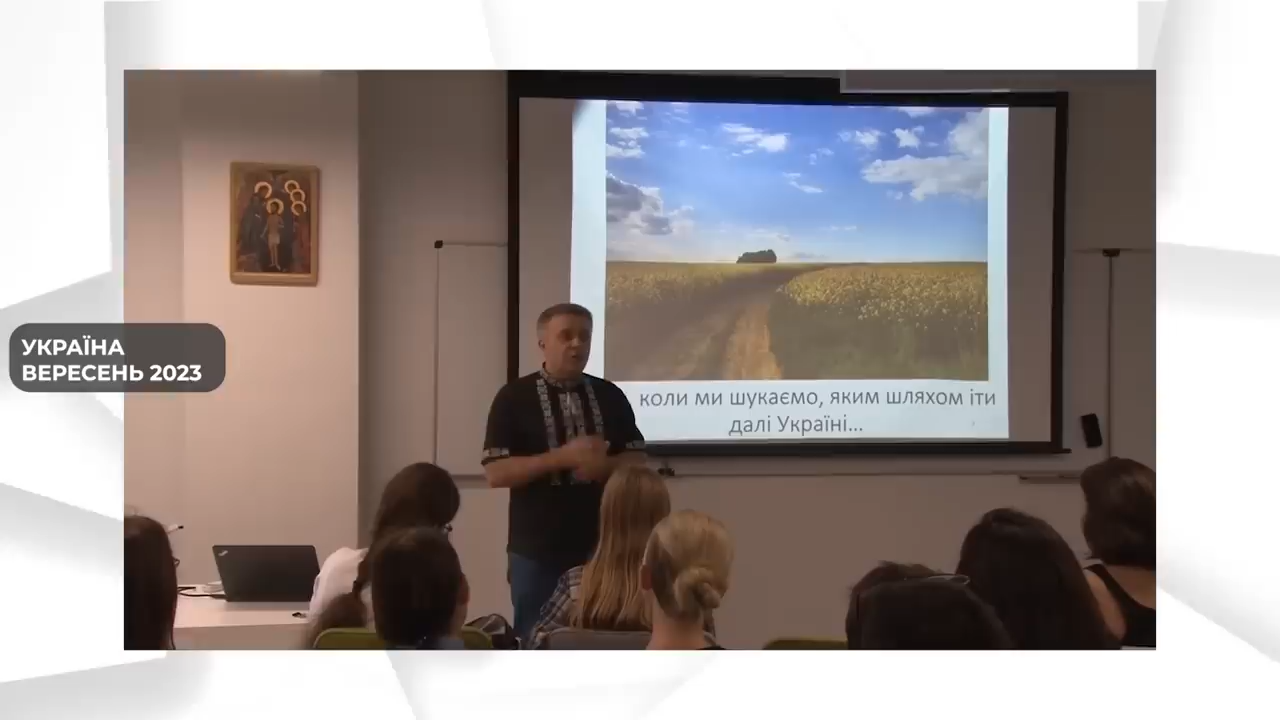 УКРАЇНА
ВЕРЕСЕНЬ 2023
коли ми шукаємо, яким шляхом іти
далі Україні...